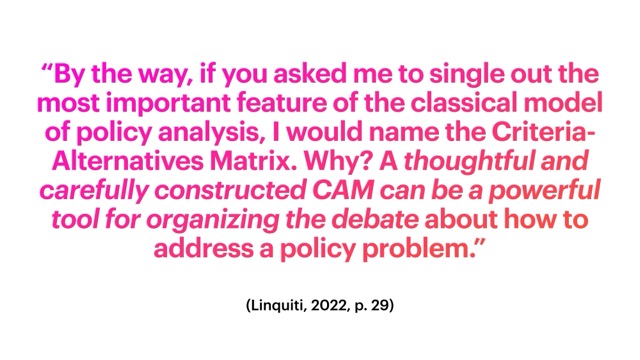 “By the way, if you asked me to single out the
most important feature of the classical model
of policy analysis, I would name the Criteria-
Alternatives Matrix. Why? A thoughtful and
carefully constructed CAM can be a powerful
tool for organizing the debate about how to
address a policy problem.”
(Linquiti, 2022, p. 29)